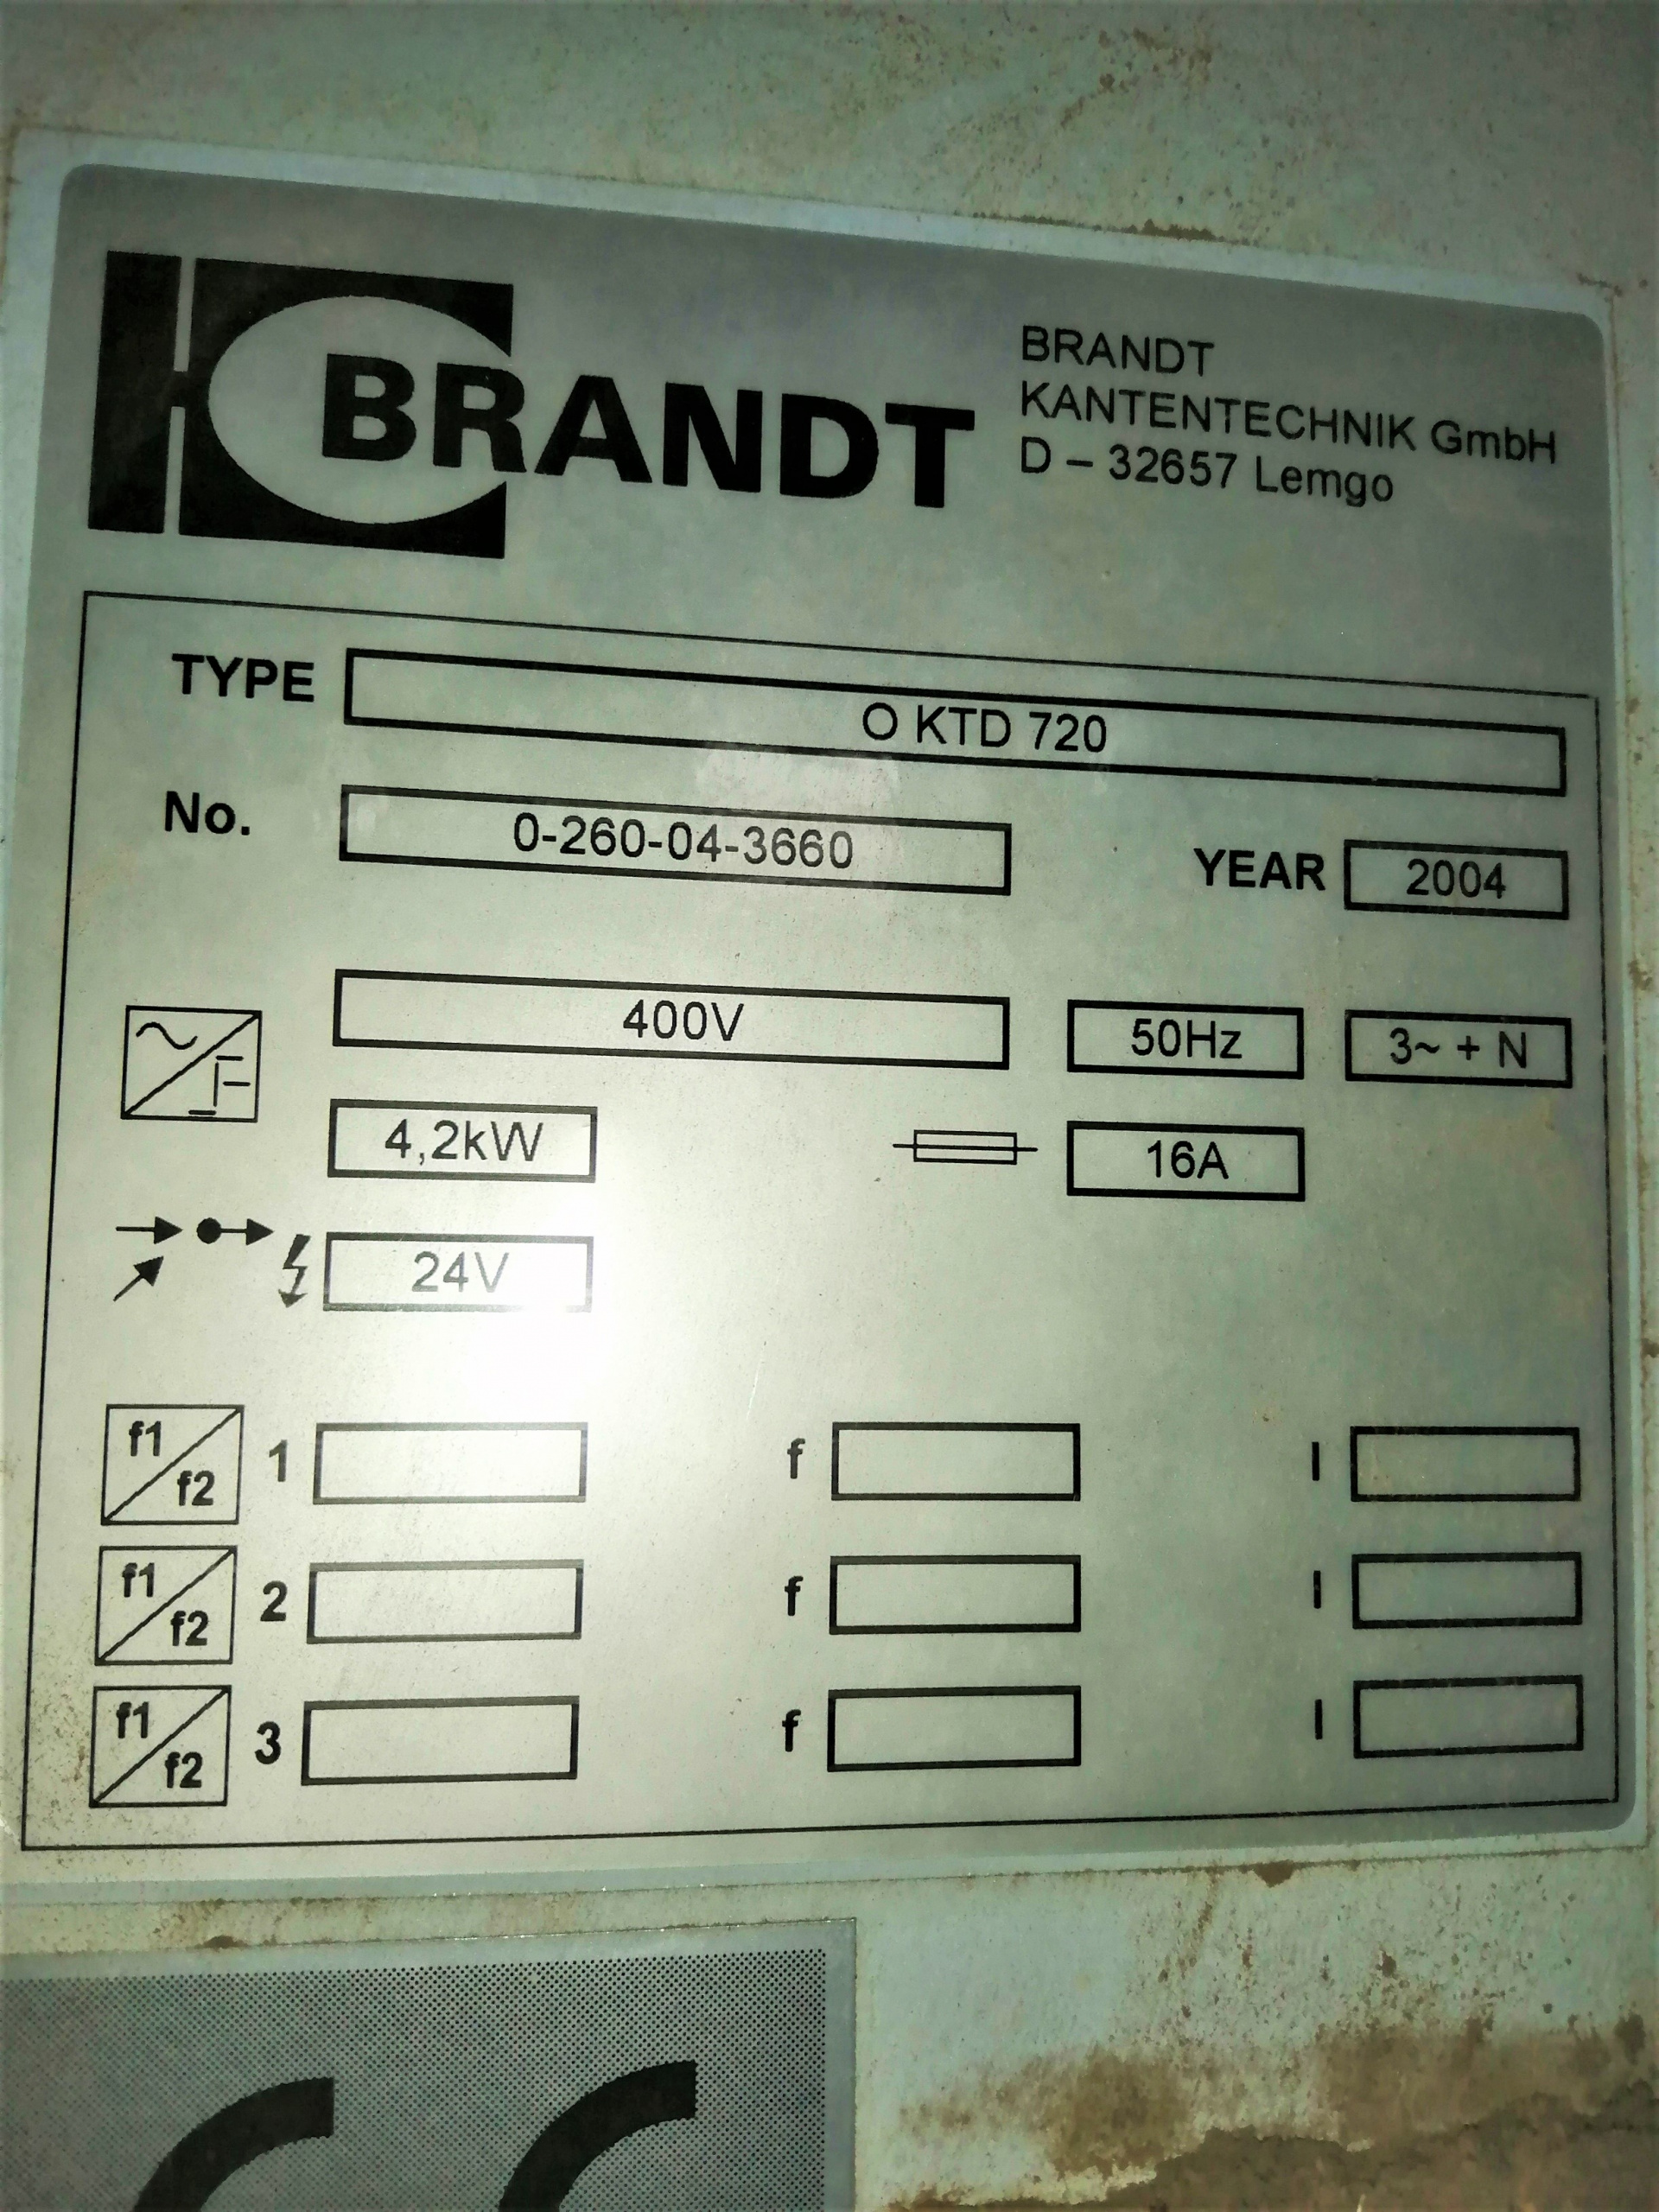 BRANDT
BRANDT
KANTENTECHNIK GmbH
D – 32657 Lemgo
TYPE O KTD 720
No. 0-260-04-3660 YEAR 2004
400V 50Hz 3~ + N
4,2kW 16A
24V
f1/f2 1 f I
f1/f2 2 f I
f1/f2 3 f I
CE